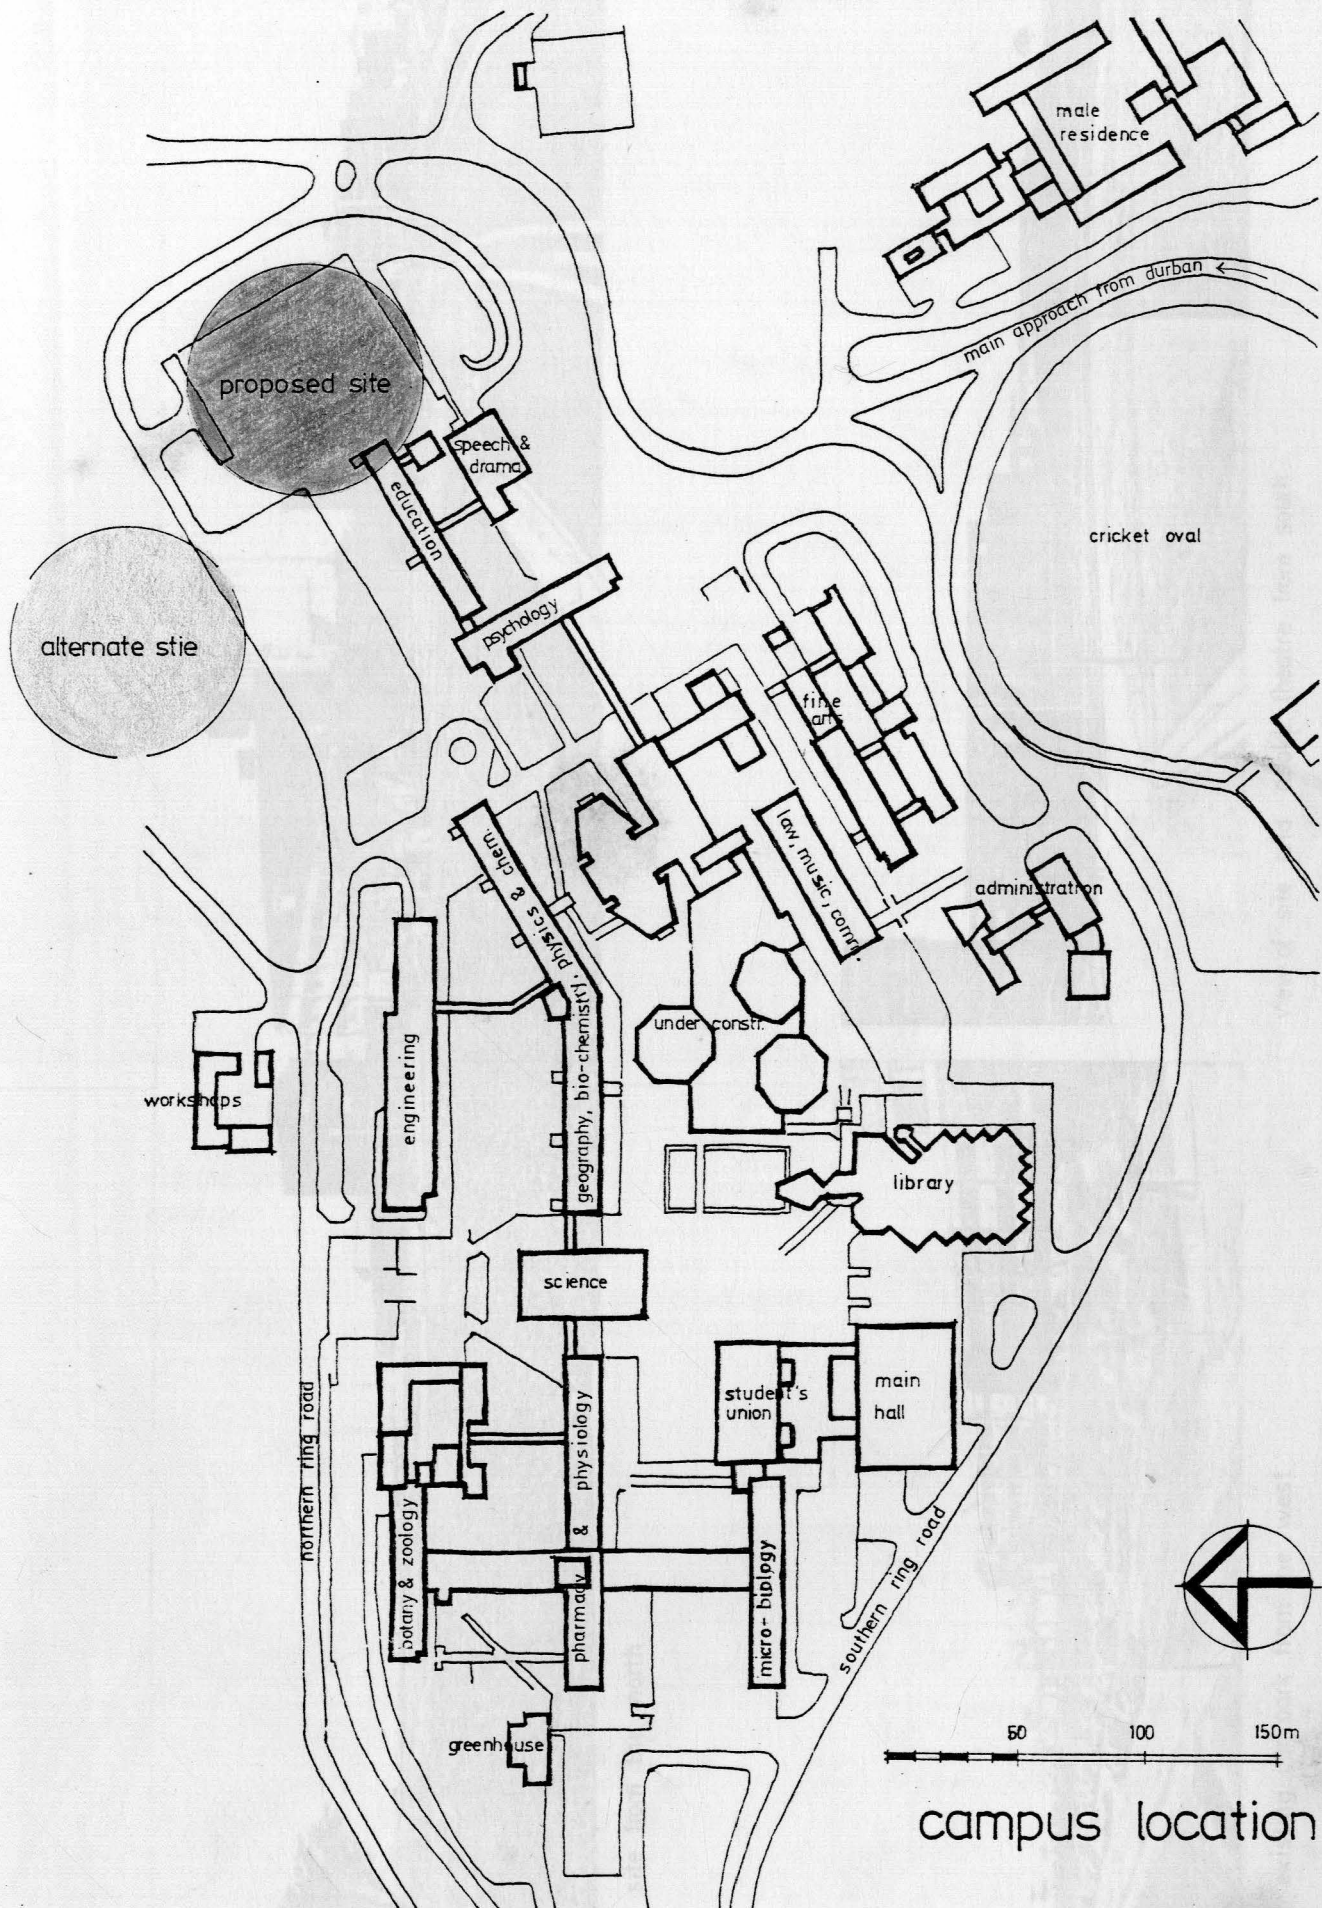 male
residence
main approach from durban
proposed site
speech &
drama
education
cricket oval
psychology
alternate stie
fine
arts
law, music, comm.
physics & chem.
administration
under constr.
geography, bio-chemistry,
engineering
workshops
library
science
student's
union
main
hall
northern ring road
& physiology
botany & zoology
pharmacy
micro-biology
southern ring road
greenhouse
50 100 150m
campus location